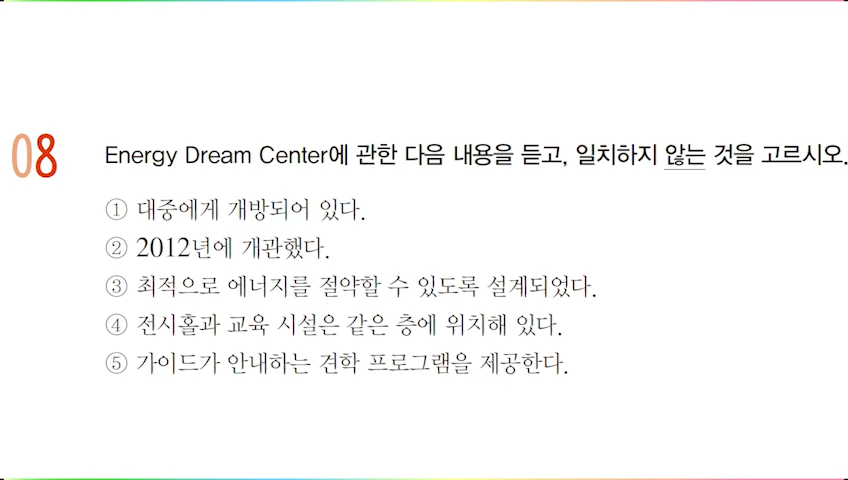 08
Energy Dream Center에 관한 다음 내용을 듣고, 일치하지 않는 것을 고르시오.
① 대중에게 개방되어 있다.
② 2012년에 개관했다.
③ 최적으로 에너지를 절약할 수 있도록 설계되었다.
④ 전시홀과 교육 시설은 같은 층에 위치해 있다.
⑤ 가이드가 안내하는 견학 프로그램을 제공한다.